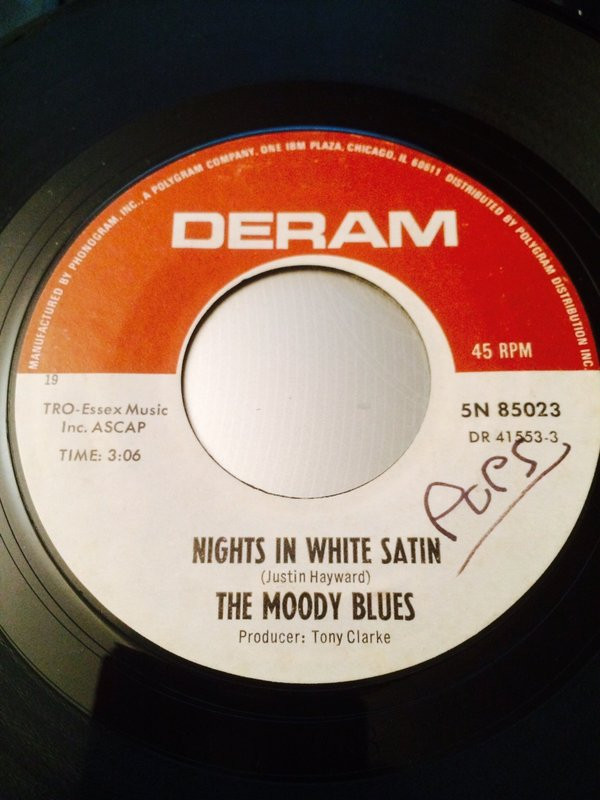 MANUFACTURED BY PHONOGRAM, INC., A POLYGRAM COMPANY, ONE IBM PLAZA, CHICAGO, IL 60611 DISTRIBUTED BY POLYGRAM DISTRIBUTION INC.
DERAM
45 RPM
19
TRO-Essex Music
Inc. ASCAP
TIME: 3:06
5N 85023
DR 41553-3
NIGHTS IN WHITE SATIN
(Justin Hayward)
THE MOODY BLUES
Producer: Tony Clarke